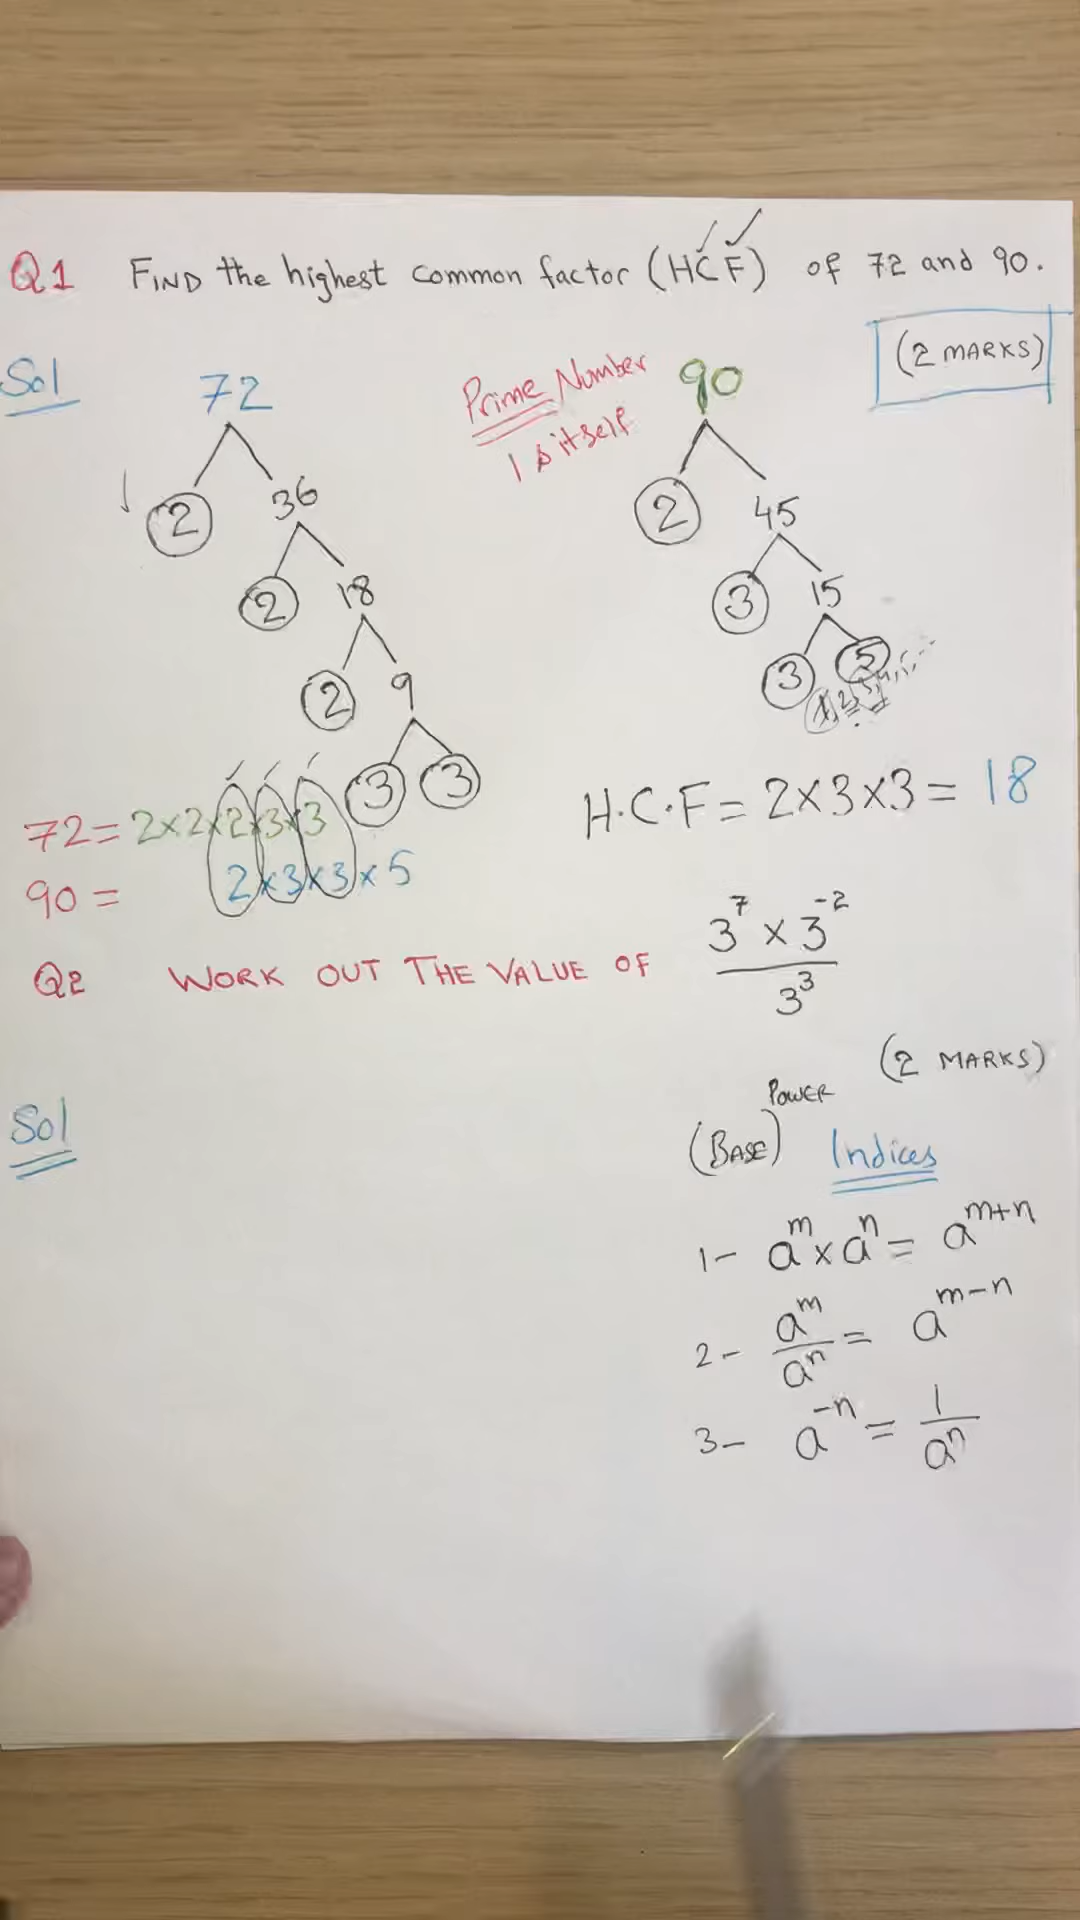 Q1 FIND the highest common factor (HCF) of 72 and 90.
(2 MARKS)
Sol
72
Prime Number
1 & itself
90
2 36
2 45
2 18
3 15
2 9
3 5
3 3
72 = 2×2×2×3×3
90 = 2×3×3×5
H.C.F = 2×3×3 = 18
Q2 WORK OUT THE VALUE OF 3^7 × 3^-2 / 3^3
(2 MARKS)
Sol
POWER
(BASE) Indices
1- a^m × a^n = a^m+n
2- a^m / a^n = a^m-n
3- a^-n = 1 / a^n